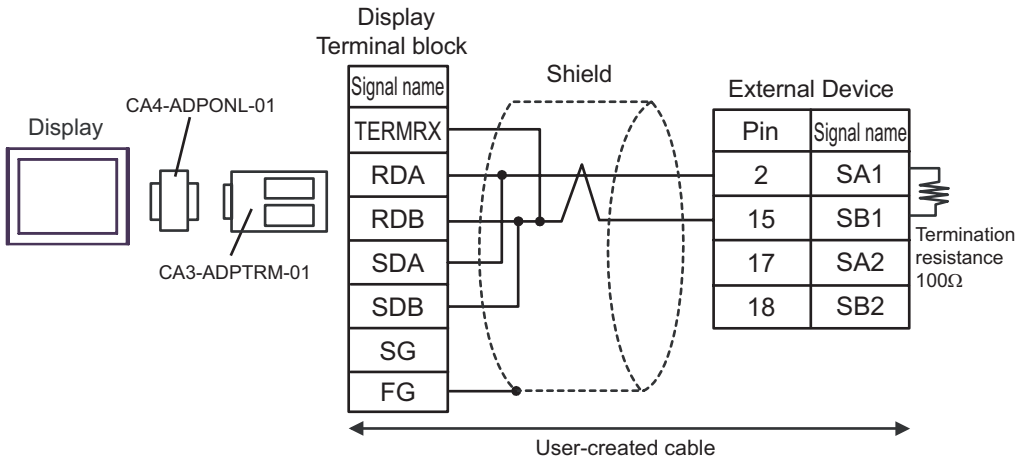 Display
Terminal block
Signal name
TERMRX
RDA
RDB
SDA
SDB
SG
FG
Display
CA4-ADPONL-01
CA3-ADPTRM-01
Shield
External Device
Pin Signal name
2 SA1
15 SB1
17 SA2
18 SB2
Termination
resistance
100Ω
User-created cable